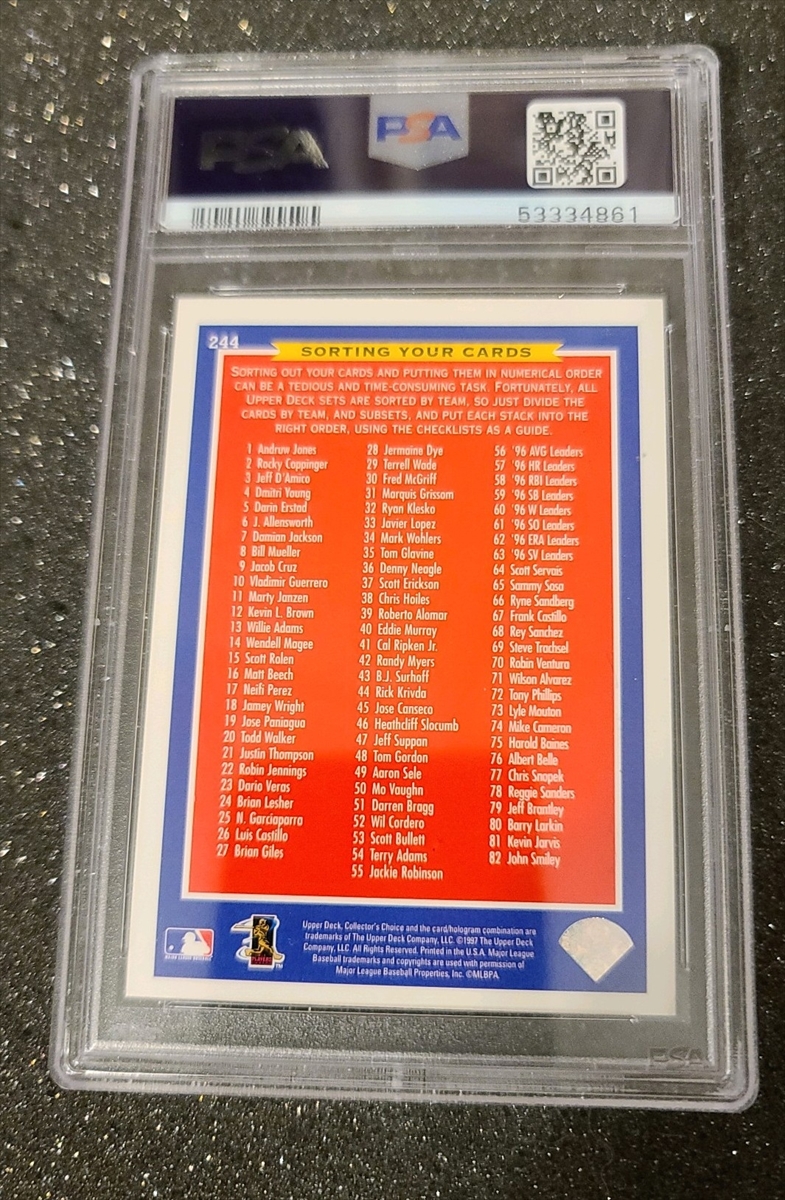 PSA
PSA
53334861
244
SORTING YOUR CARDS
SORTING OUT YOUR CARDS AND PUTTING THEM IN NUMERICAL ORDER
CAN BE A TEDIOUS AND TIME-CONSUMING TASK. FORTUNATELY, ALL
UPPER DECK SETS ARE SORTED BY TEAM, SO JUST DIVIDE THE
CARDS BY TEAM, AND SUBSETS, AND PUT EACH STACK INTO THE
RIGHT ORDER, USING THE CHECKLISTS AS A GUIDE.
1 Andruw Jones
2 Rocky Coppinger
3 Jeff D'Amico
4 Dmitri Young
5 Darin Erstad
6 J. Allensworth
7 Damian Jackson
8 Bill Mueller
9 Jacob Cruz
10 Vladimir Guerrero
11 Marty Janzen
12 Kevin L. Brown
13 Willie Adams
14 Wendell Magee
15 Scott Rolen
16 Matt Beech
17 Neifi Perez
18 Jamey Wright
19 Jose Paniagua
20 Todd Walker
21 Justin Thompson
22 Robin Jennings
23 Dario Veras
24 Brian Lesher
25 N. Garciaparra
26 Luis Castillo
27 Brian Giles
28 Jermaine Dye
29 Terrell Wade
30 Fred McGriff
31 Marquis Grissom
32 Ryan Klesko
33 Javier Lopez
34 Mark Wohlers
35 Tom Glavine
36 Denny Neagle
37 Scott Erickson
38 Chris Hoiles
39 Roberto Alomar
40 Eddie Murray
41 Cal Ripken Jr.
42 Randy Myers
43 B.J. Surhoff
44 Rick Krivda
45 Jose Canseco
46 Heathcliff Slocumb
47 Jeff Suppan
48 Tom Gordon
49 Aaron Sele
50 Mo Vaughn
51 Darren Bragg
52 Wil Cordero
53 Scott Bullett
54 Terry Adams
55 Jackie Robinson
56 '96 AVG Leaders
57 '96 HR Leaders
58 '96 RBI Leaders
59 '96 SB Leaders
60 '96 W Leaders
61 '96 SO Leaders
62 '96 ERA Leaders
63 '96 SV Leaders
64 Scott Servais
65 Sammy Sosa
66 Ryne Sandberg
67 Frank Castillo
68 Rey Sanchez
69 Steve Trachsel
70 Robin Ventura
71 Wilson Alvarez
72 Tony Phillips
73 Lyle Mouton
74 Mike Cameron
75 Harold Baines
76 Albert Belle
77 Chris Snopek
78 Reggie Sanders
79 Jeff Brantley
80 Barry Larkin
81 Kevin Jarvis
82 John Smiley
MAJOR LEAGUE BASEBALL
PLAYERS
TM
Upper Deck, Collector's Choice and the card/hologram combination are
trademarks of The Upper Deck Company, LLC. ©1997 The Upper Deck
Company, LLC. All Rights Reserved. Printed in the U.S.A. Major League
Baseball trademarks and copyrights are used with permission of
Major League Baseball Properties, Inc. ©MLBPA
PSA